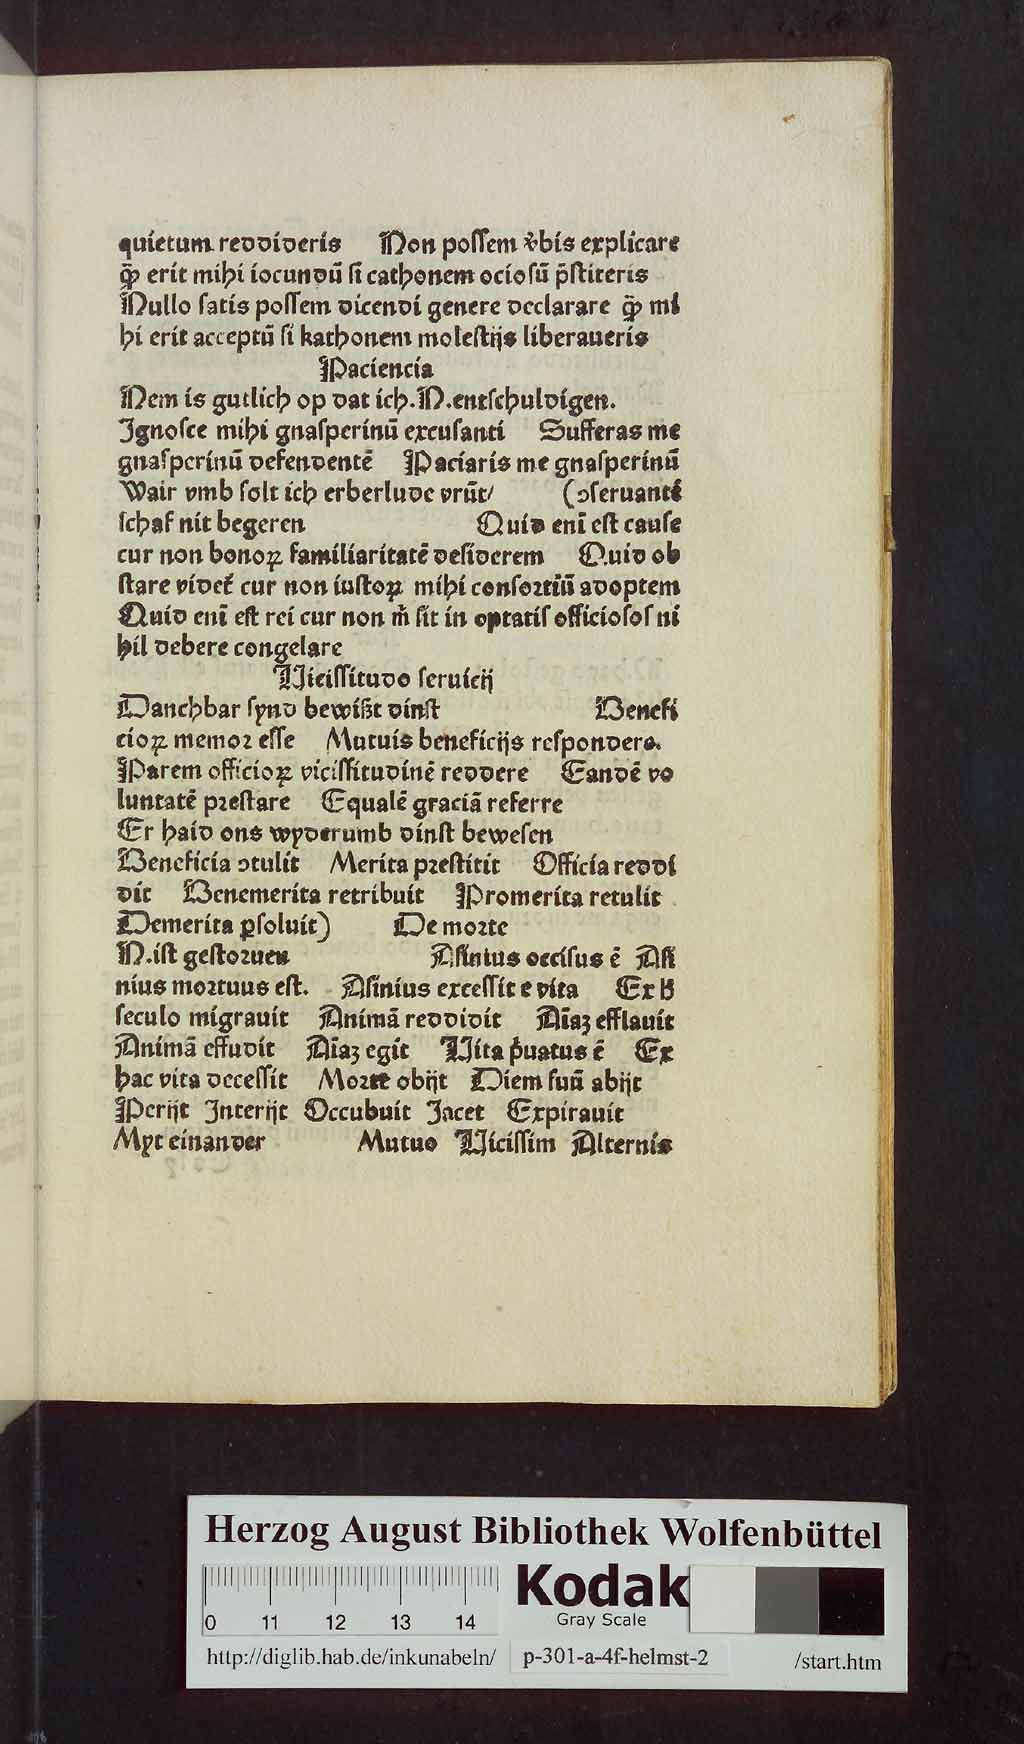 quietum reddideris Non possem v̾bis explicare
qͫ erit mihi iocundū si cathonem ociosū p̄stiteris
Nullo satis possem dicendi genere declarare qͫ mi
hi erit acceptū si kathonem molestijs liberaueris
Paciencia
Nem is gutlich op dat ich.N.entschuldigen.
Ignosce mihi gnasperinū excusanti Sufferas me
gnasperinū defendentē Paciaris me gnasperinū
Wair vmb solt ich erberlude vrūt/ (ↄseruantē
schaf nit begeren Quid enī est cause
cur non bonoꝝ familiaritatē desiderem Quid ob
stare videt᷑ cur non iustoꝝ mihi consortiū adoptem
Quid enī est rei cur non m̄ sit in optatis officiosos ni
hil debere congelare
Vicissitudo seruicij
Danchbar synd bewißt dinst Benefi
cioꝝ memor esse Mutuis beneficijs respondere.
Parem officioꝝ vicissitudinē reddere Eandē vo
luntatē prestare Equalē graciā referre
Er haid ons wyderumb dinst bewesen
Beneficia ↄtulit Merita prestitit Officia reddi
dit Benemerita retribuit Promerita retulit
Demerita ꝑsoluit) De morte
N.ist gestoruen Asinius occisus ē Asi
nius mortuus est. Asinius excessit e vita Ex h̾
seculo migrauit Animā reddidit Aīaꝫ efflauit
Animā effudit Aīaꝫ egit Vita p̾uatus ē Ex
hac vita decessit Morte obijt Diem suū abijt
Perijt Interijt Occubuit Jacet Expirauit
Myt einander Mutuo Vicissim Alternis
Herzog August Bibliothek Wolfenbüttel
Kodak
Gray Scale
0 11 12 13 14
http://diglib.hab.de/inkunabeln/ p-301-a-4f-helmst-2 /start.htm